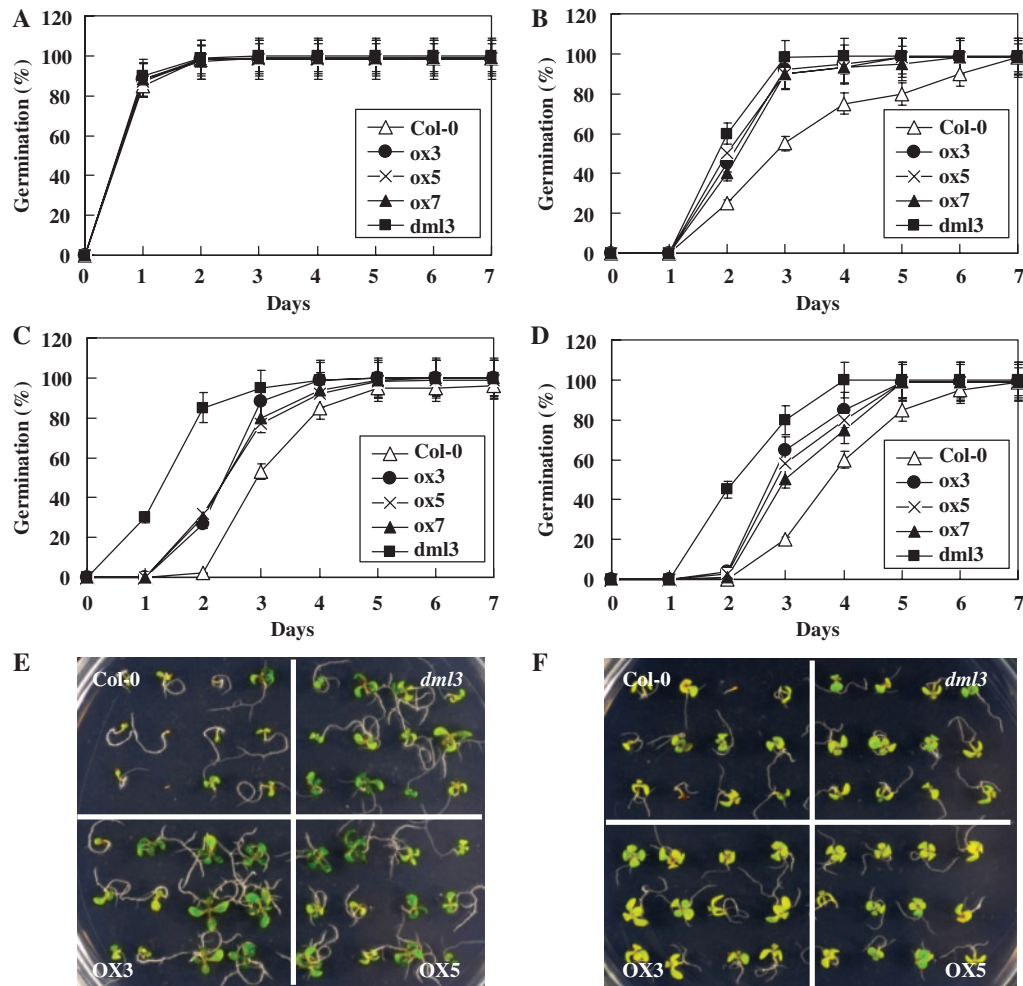 A
Germination (%)
120
100
80
60
40
20
0
Col-0
ox3
ox5
ox7
dml3
0 1 2 3 4 5 6 7
Days
B
Germination (%)
120
100
80
60
40
20
0
Col-0
ox3
ox5
ox7
dml3
0 1 2 3 4 5 6 7
Days
C
Germination (%)
120
100
80
60
40
20
0
Col-0
ox3
ox5
ox7
dml3
0 1 2 3 4 5 6 7
Days
D
Germination (%)
120
100
80
60
40
20
0
Col-0
ox3
ox5
ox7
dml3
0 1 2 3 4 5 6 7
Days
E
Col-0
dml3
OX3
OX5
F
Col-0
dml3
OX3
OX5